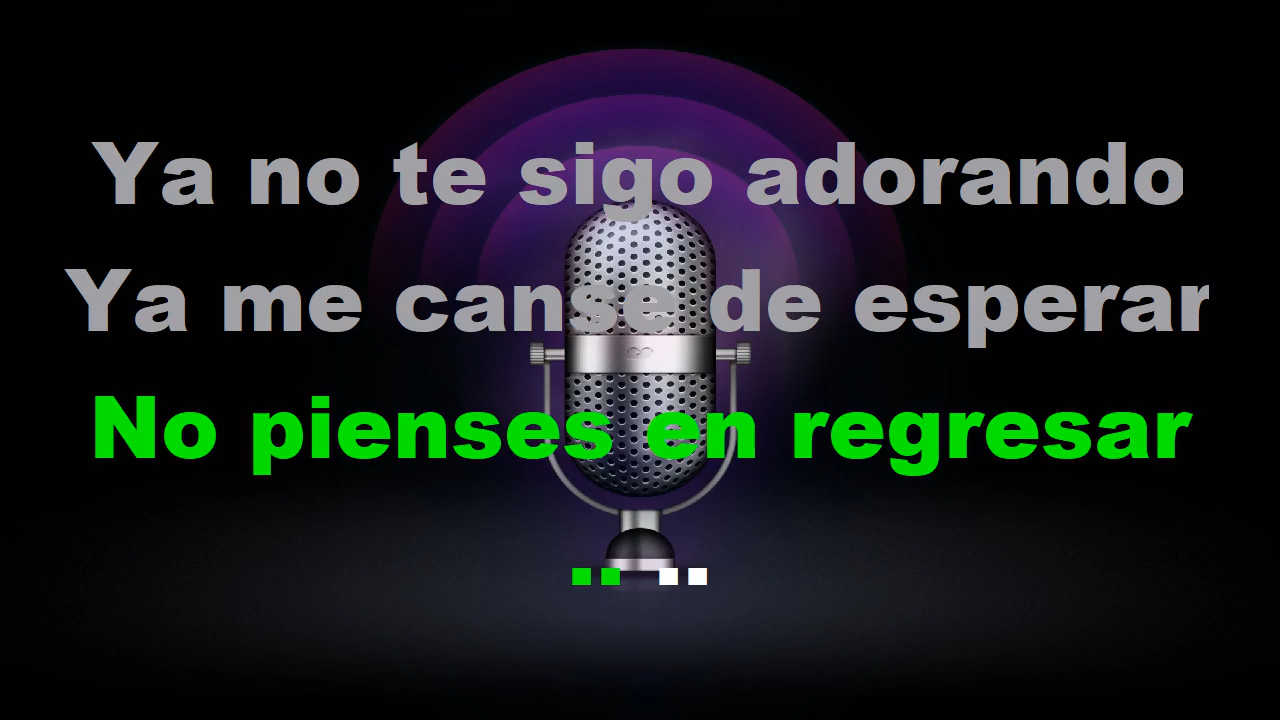 Ya no te sigo adorando
Ya me canse de esperar
No pienses en regresar
.. ..